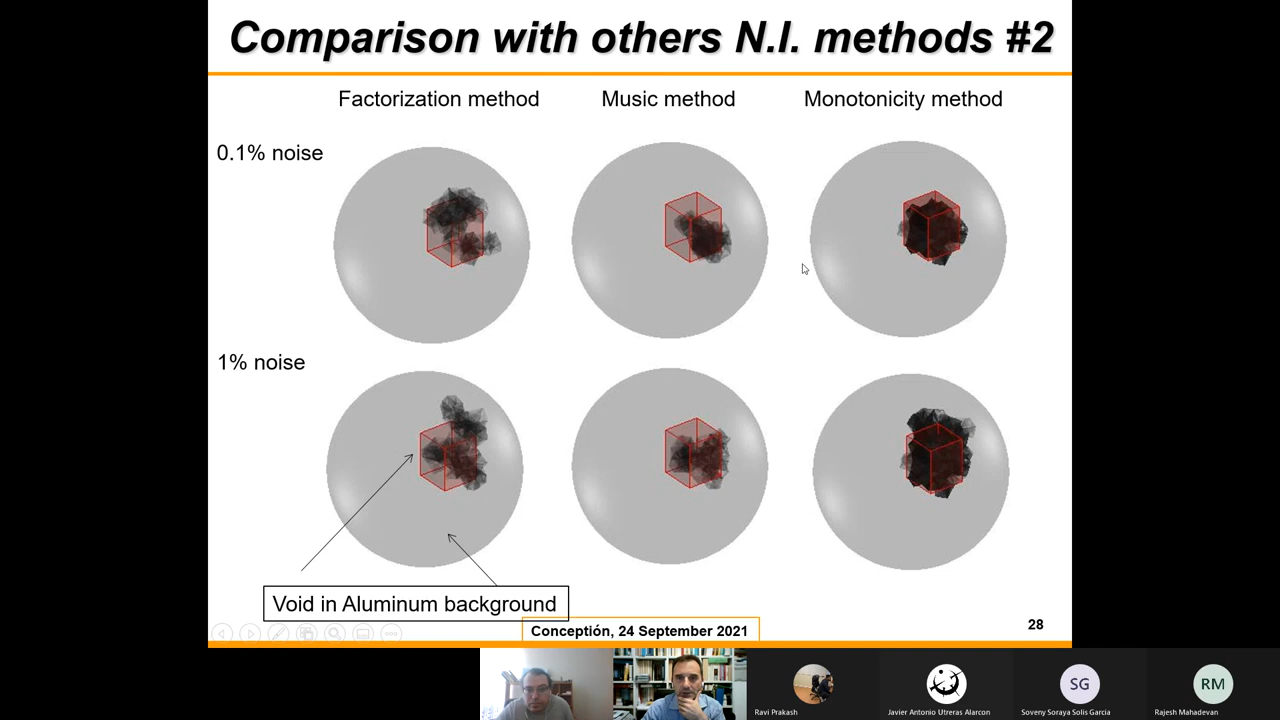 Comparison with others N.I. methods #2
Factorization method
Music method
Monotonicity method
0.1% noise
1% noise
Void in Aluminum background
Conceptión, 24 September 2021
28
SG
RM
Ravi Prakash
Javier Antonio Utreras Alarcon
Soveny Soraya Solis Garcia
Rajesh Mahadevan